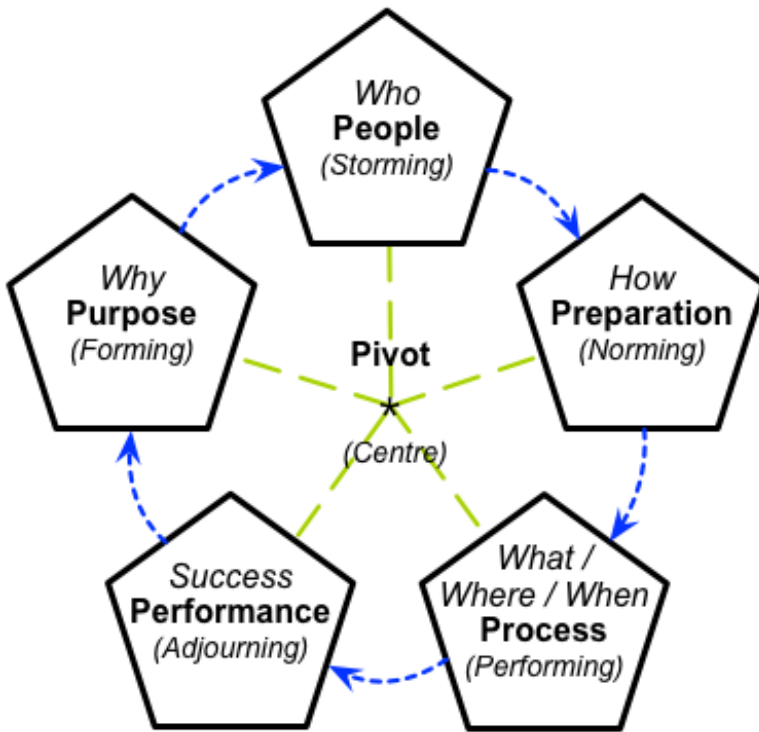 Who
People
(Storming)
Why
Purpose
(Forming)
How
Preparation
(Norming)
Pivot
*
(Centre)
Success
Performance
(Adjourning)
What /
Where / When
Process
(Performing)